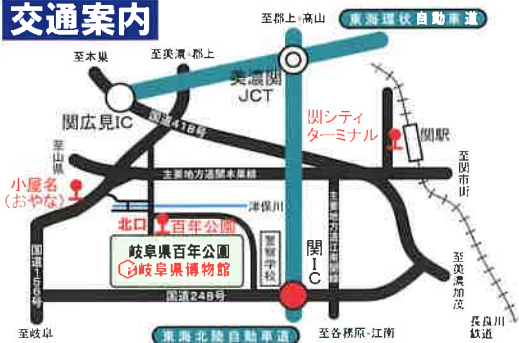 交通案内
至郡上・高山
東海環状自動車道
至本巣
至美濃・郡上
美濃関
JCT
関広見IC
国道418号
関シティ
ターミナル
関駅
至山県
主要地方道関本巣線
至関市街
小屋名
(おやな)
津保川
北口
百年公園
岐阜県百年公園
岐阜県博物館
警察学校
関IC
主要地方道江南関線
国道156号
国道248号
至美濃加茂
至岐阜
東海北陸自動車道
至各務原・江南
長良川
鉄道